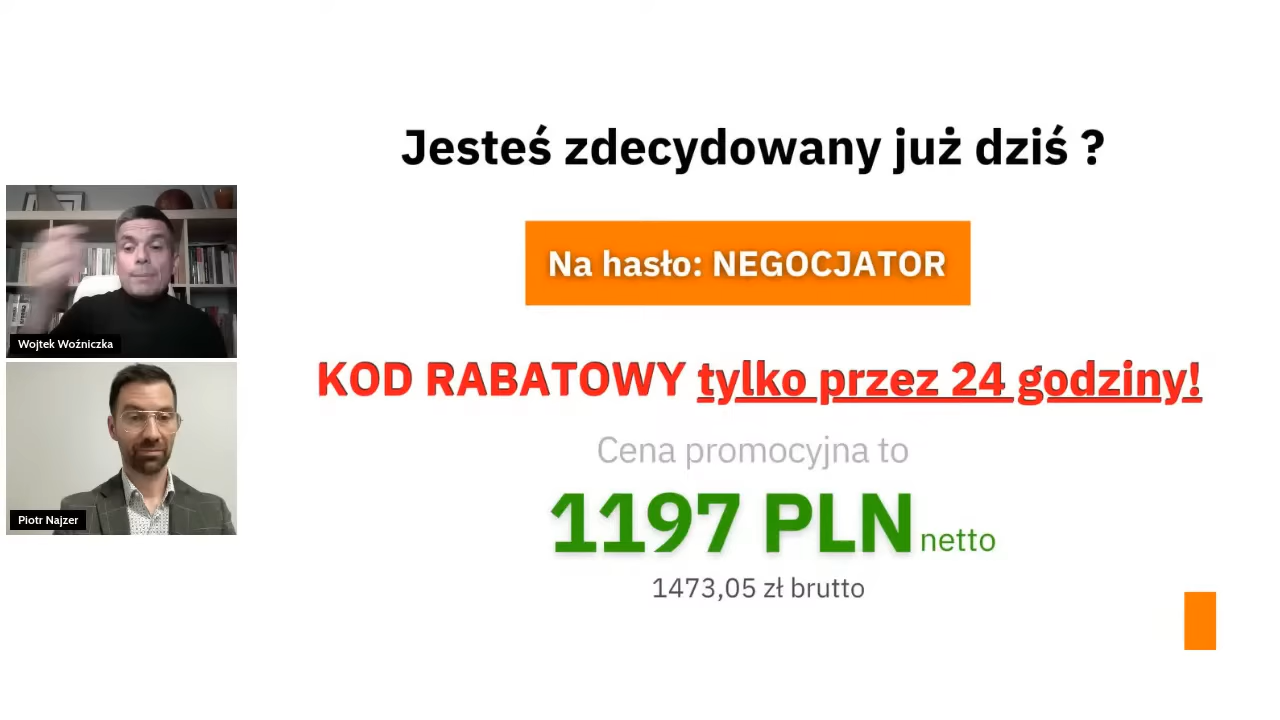 Jesteś zdecydowany już dziś ?
Na hasło: NEGOCJATOR
KOD RABATOWY tylko przez 24 godziny!
Cena promocyjna to
1197 PLN netto
1473,05 zł brutto
Wojtek Woźniczka
Piotr Najzer